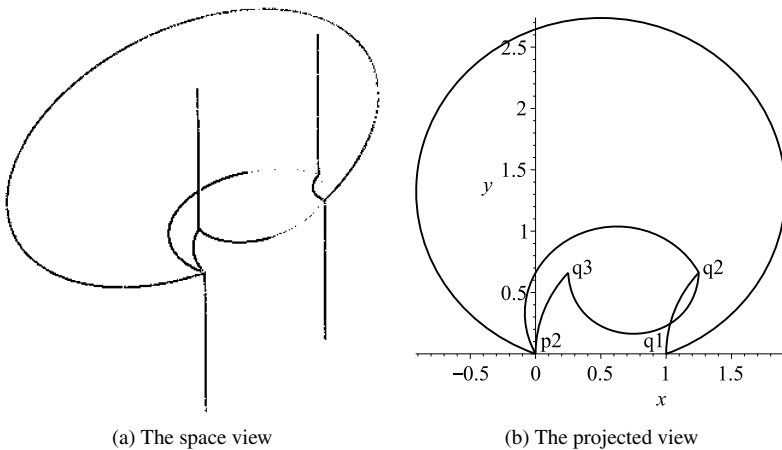 2.5
2
y
1.5
1
q3
q2
0.5
p2
q1
−0.5
0
0.5
1
1.5
x
(a) The space view
(b) The projected view